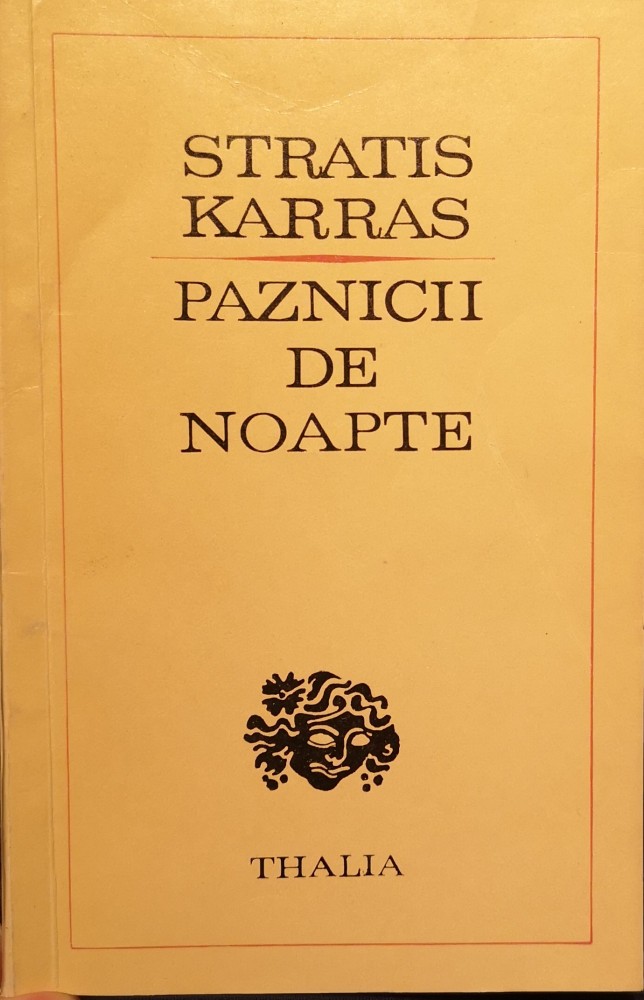 STRATIS
KARRAS
PAZNICII
DE
NOAPTE
THALIA